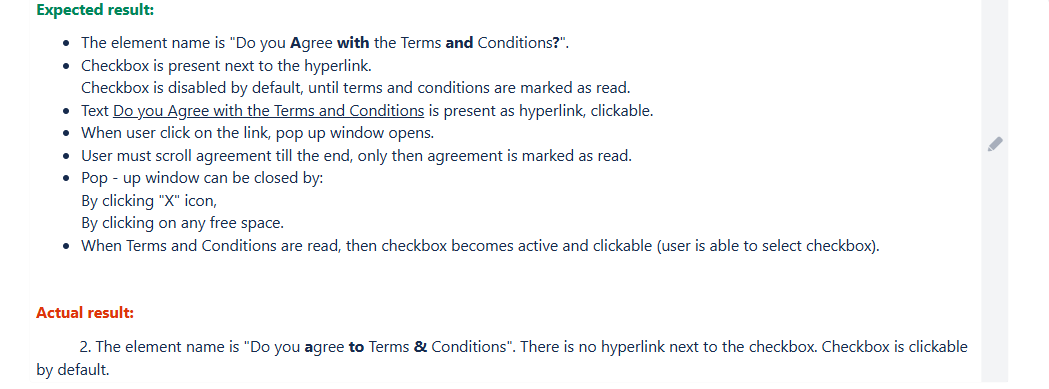 Expected result:
The element name is "Do you Agree with the Terms and Conditions?".
Checkbox is present next to the hyperlink.
Checkbox is disabled by default, until terms and conditions are marked as read.
Text Do you Agree with the Terms and Conditions is present as hyperlink, clickable.
When user click on the link, pop up window opens.
User must scroll agreement till the end, only then agreement is marked as read.
Pop - up window can be closed by:
By clicking "X" icon,
By clicking on any free space.
When Terms and Conditions are read, then checkbox becomes active and clickable (user is able to select checkbox).
Actual result:
2. The element name is "Do you agree to Terms & Conditions". There is no hyperlink next to the checkbox. Checkbox is clickable
by default.